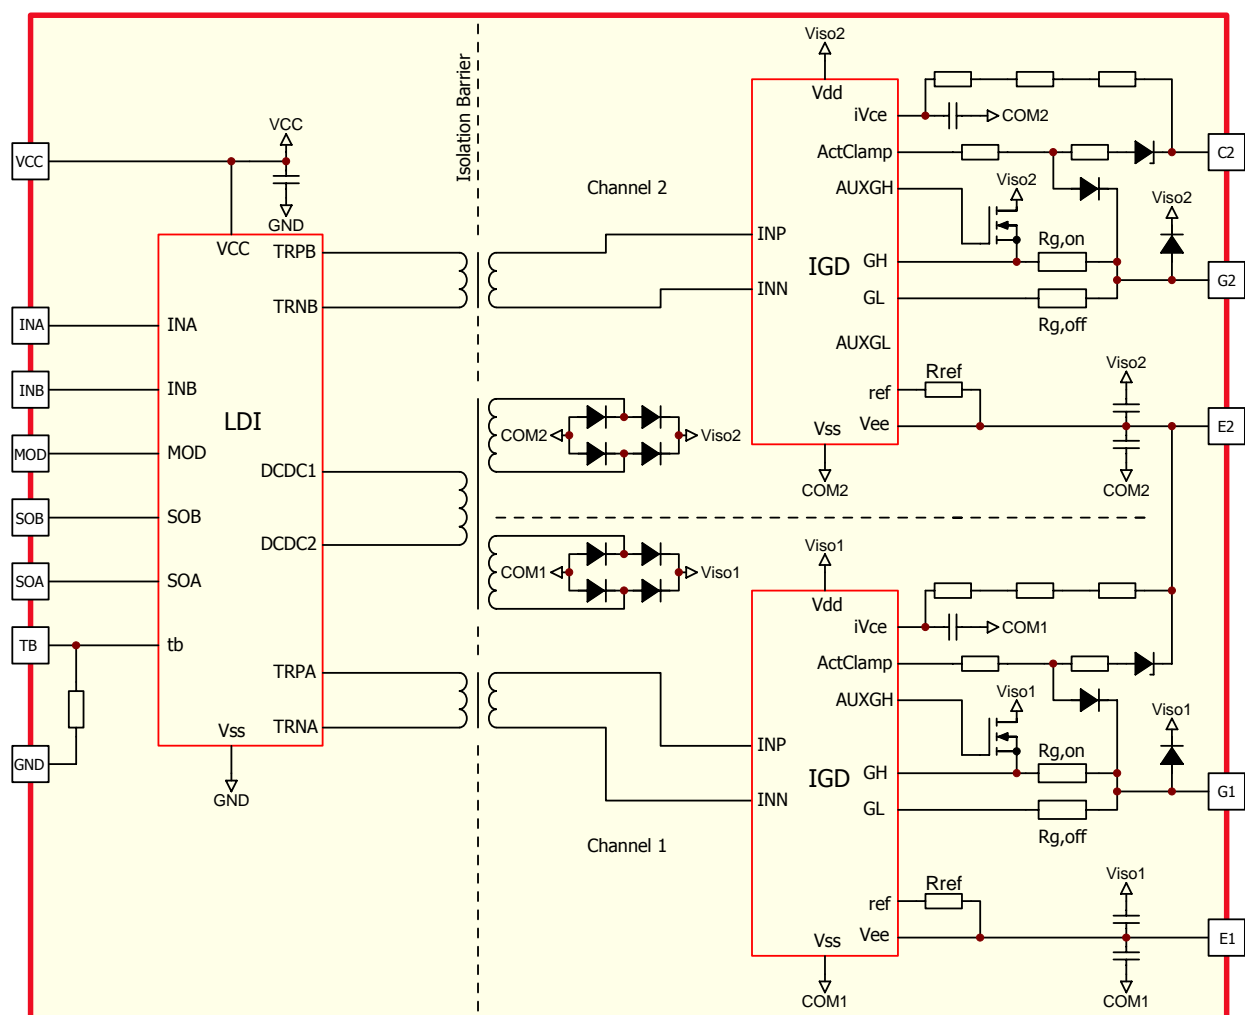 VCC
INA
INB
MOD
SOB
SOA
TB
GND
VCC
GND
VCC
INA
INB
LDI
MOD
SOB
SOA
tb
Vss
GND
TRPB
TRNB
DCDC1
DCDC2
TRPA
TRNA
Isolation Barrier
Channel 2
COM2
Viso2
COM1
Viso1
Channel 1
Viso2
Vdd
iVce
ActClamp
AUXGH
INP
INN
IGD
GH
GL
AUXGL
ref
Vee
Vss
COM2
COM2
Viso2
Rg,on
Rg,off
Viso2
Rref
Viso2
COM2
C2
G2
E2
Viso1
Vdd
iVce
ActClamp
AUXGH
INP
INN
IGD
GH
GL
ref
Vee
Vss
COM1
COM1
Viso1
Rg,on
Rg,off
Viso1
Rref
Viso1
COM1
G1
E1